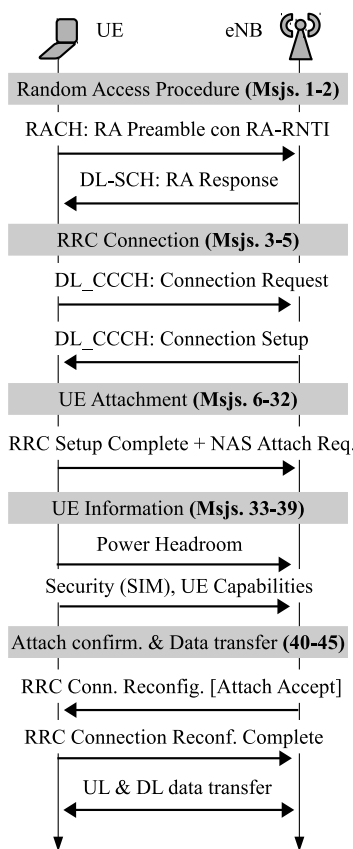 UE eNB
Random Access Procedure (Msjs. 1-2)
RACH: RA Preamble con RA-RNTI
DL-SCH: RA Response
RRC Connection (Msjs. 3-5)
DL_CCCH: Connection Request
DL_CCCH: Connection Setup
UE Attachment (Msjs. 6-32)
RRC Setup Complete + NAS Attach Req.
UE Information (Msjs. 33-39)
Power Headroom
Security (SIM), UE Capabilities
Attach confirm. & Data transfer (40-45)
RRC Conn. Reconfig. [Attach Accept]
RRC Connection Reconf. Complete
UL & DL data transfer